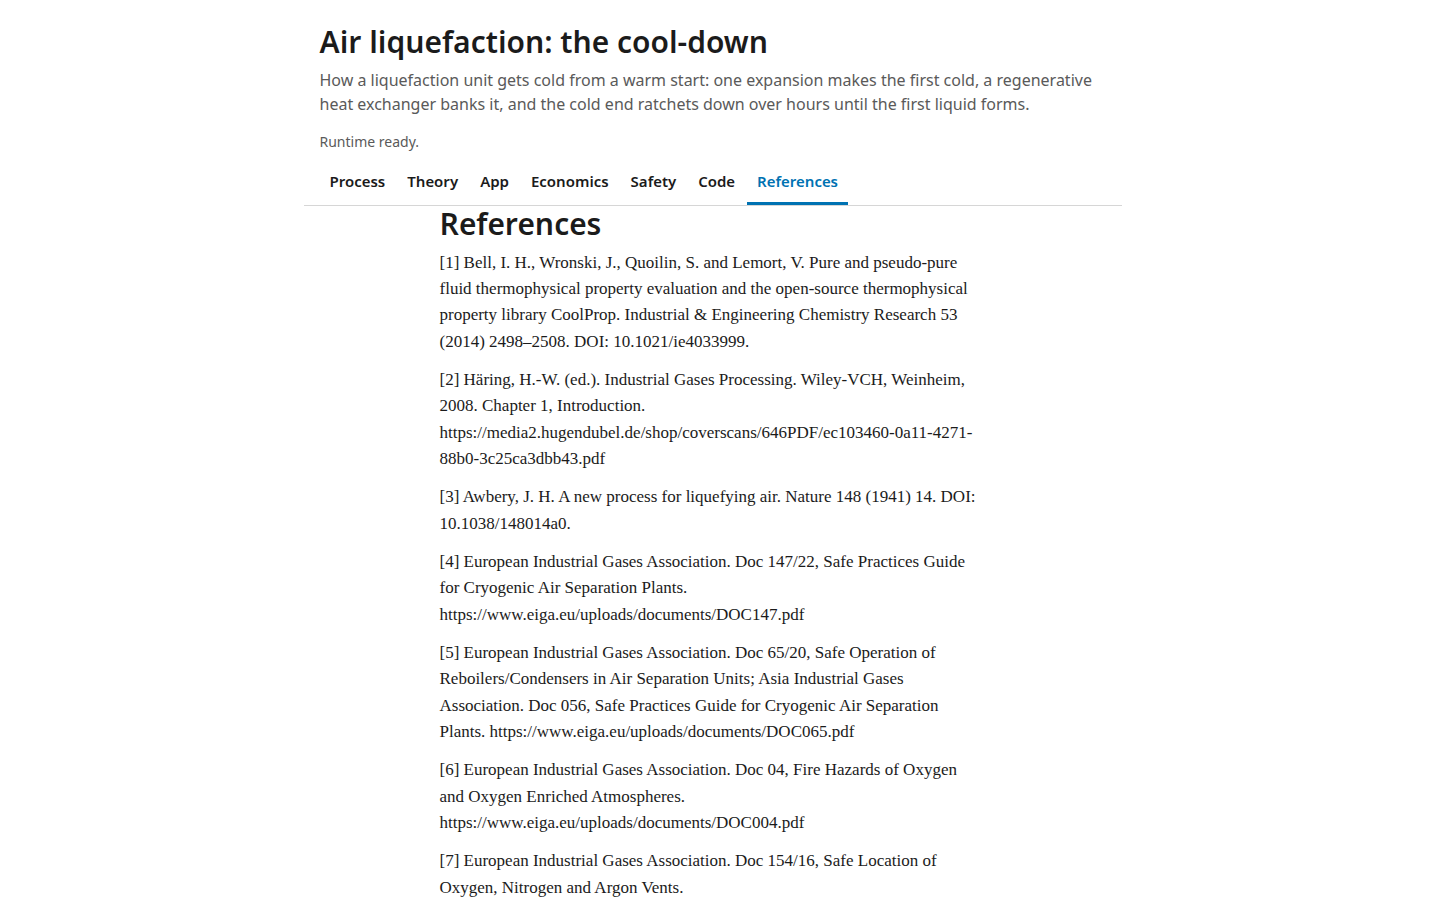 Air liquefaction: the cool-down
How a liquefaction unit gets cold from a warm start: one expansion makes the first cold, a regenerative
heat exchanger banks it, and the cold end ratchets down over hours until the first liquid forms.
Runtime ready.
Process Theory App Economics Safety Code References
References
[1] Bell, I. H., Wronski, J., Quoilin, S. and Lemort, V. Pure and pseudo-pure
fluid thermophysical property evaluation and the open-source thermophysical
property library CoolProp. Industrial & Engineering Chemistry Research 53
(2014) 2498–2508. DOI: 10.1021/ie4033999.
[2] Häring, H.-W. (ed.). Industrial Gases Processing. Wiley-VCH, Weinheim,
2008. Chapter 1, Introduction.
https://media2.hugendubel.de/shop/coverscans/646PDF/ec103460-0a11-4271-
88b0-3c25ca3dbb43.pdf
[3] Awbery, J. H. A new process for liquefying air. Nature 148 (1941) 14. DOI:
10.1038/148014a0.
[4] European Industrial Gases Association. Doc 147/22, Safe Practices Guide
for Cryogenic Air Separation Plants.
https://www.eiga.eu/uploads/documents/DOC147.pdf
[5] European Industrial Gases Association. Doc 65/20, Safe Operation of
Reboilers/Condensers in Air Separation Units; Asia Industrial Gases
Association. Doc 056, Safe Practices Guide for Cryogenic Air Separation
Plants. https://www.eiga.eu/uploads/documents/DOC065.pdf
[6] European Industrial Gases Association. Doc 04, Fire Hazards of Oxygen
and Oxygen Enriched Atmospheres.
https://www.eiga.eu/uploads/documents/DOC004.pdf
[7] European Industrial Gases Association. Doc 154/16, Safe Location of
Oxygen, Nitrogen and Argon Vents.